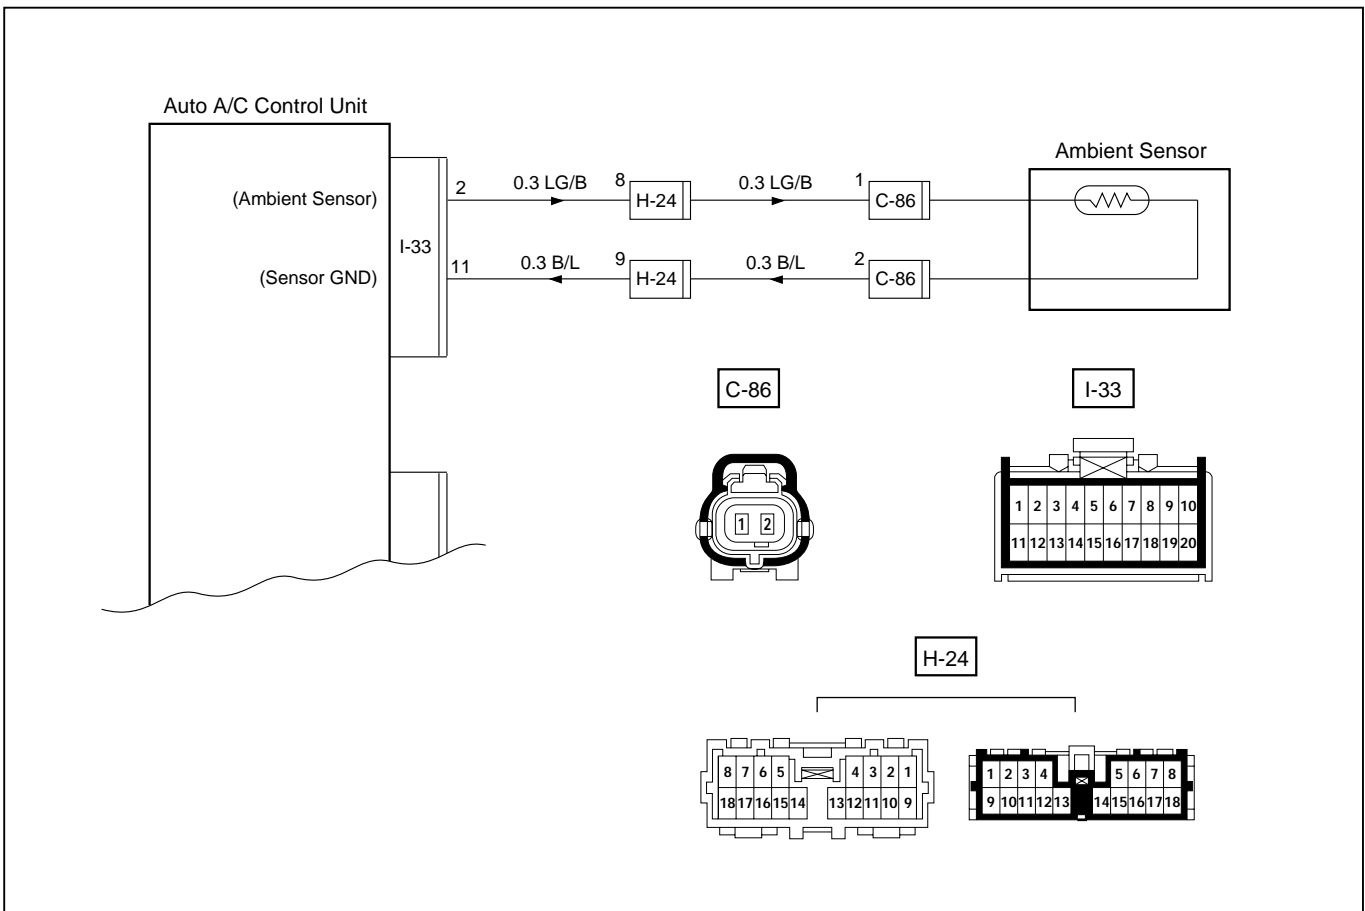 Auto A/C Control Unit
Ambient Sensor
(Ambient Sensor) 2 0.3 LG/B 8 H-24 0.3 LG/B 1 C-86
I-33
(Sensor GND) 11 0.3 B/L 9 H-24 0.3 B/L 2 C-86
C-86 I-33
1 2
1 2 3 4 5 6 7 8 9 10
11 12 13 14 15 16 17 18 19 20
H-24
8 7 6 5 4 3 2 1
18 17 16 15 14 13 12 11 10 9
1 2 3 4 5 6 7 8
9 10 11 12 13 14 15 16 17 18